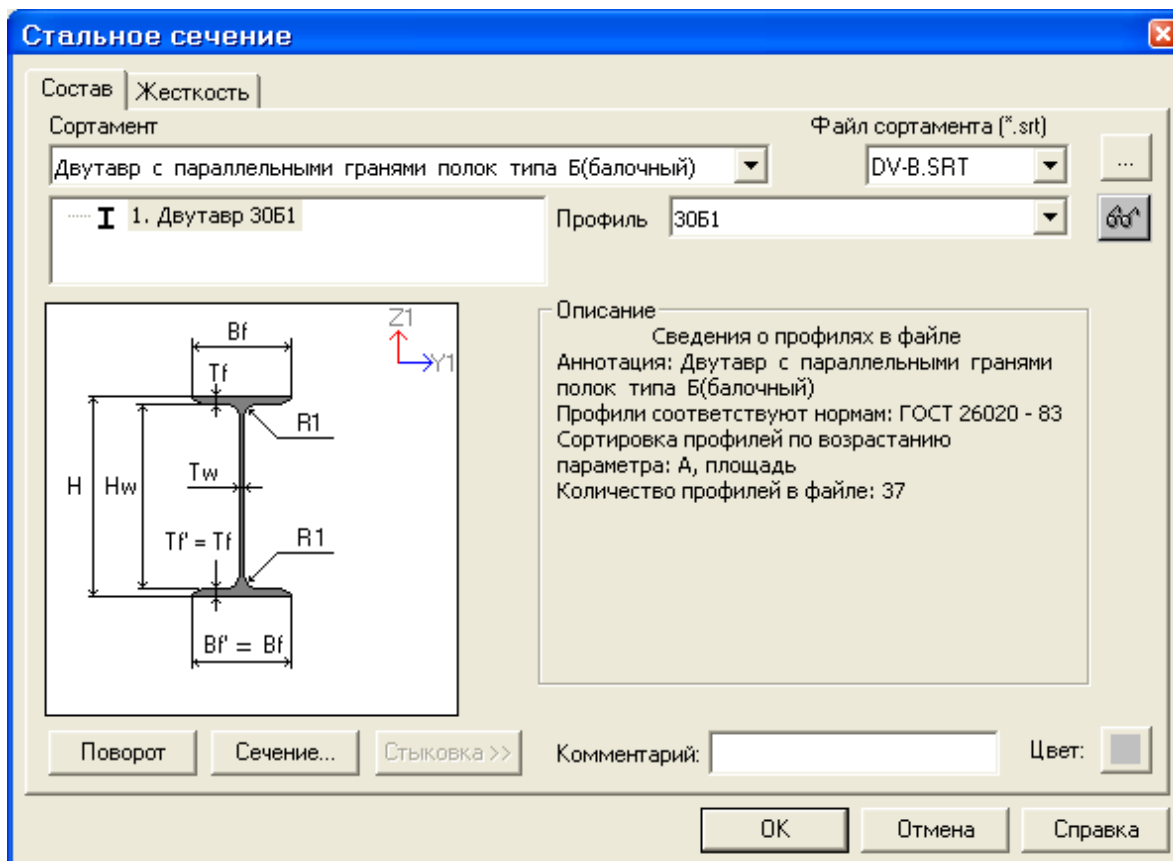 Стальное сечение
Состав
Жесткость
Сортамент
Файл сортамента (*.srt)
Двутавр с параллельными гранями полок типа Б(балочный)
DV-B.SRT
...
1. Двутавр 30Б1
Профиль
30Б1
Bf
Z1
Y1
Tf
R1
H
Hw
Tw
Tf' = Tf
R1
Bf' = Bf
Описание
Сведения о профилях в файле
Аннотация: Двутавр с параллельными гранями
полок типа Б(балочный)
Профили соответствуют нормам: ГОСТ 26020 - 83
Сортировка профилей по возрастанию
параметра: А, площадь
Количество профилей в файле: 37
Поворот
Сечение...
Стыковка >>
Комментарий:
Цвет:
OK
Отмена
Справка